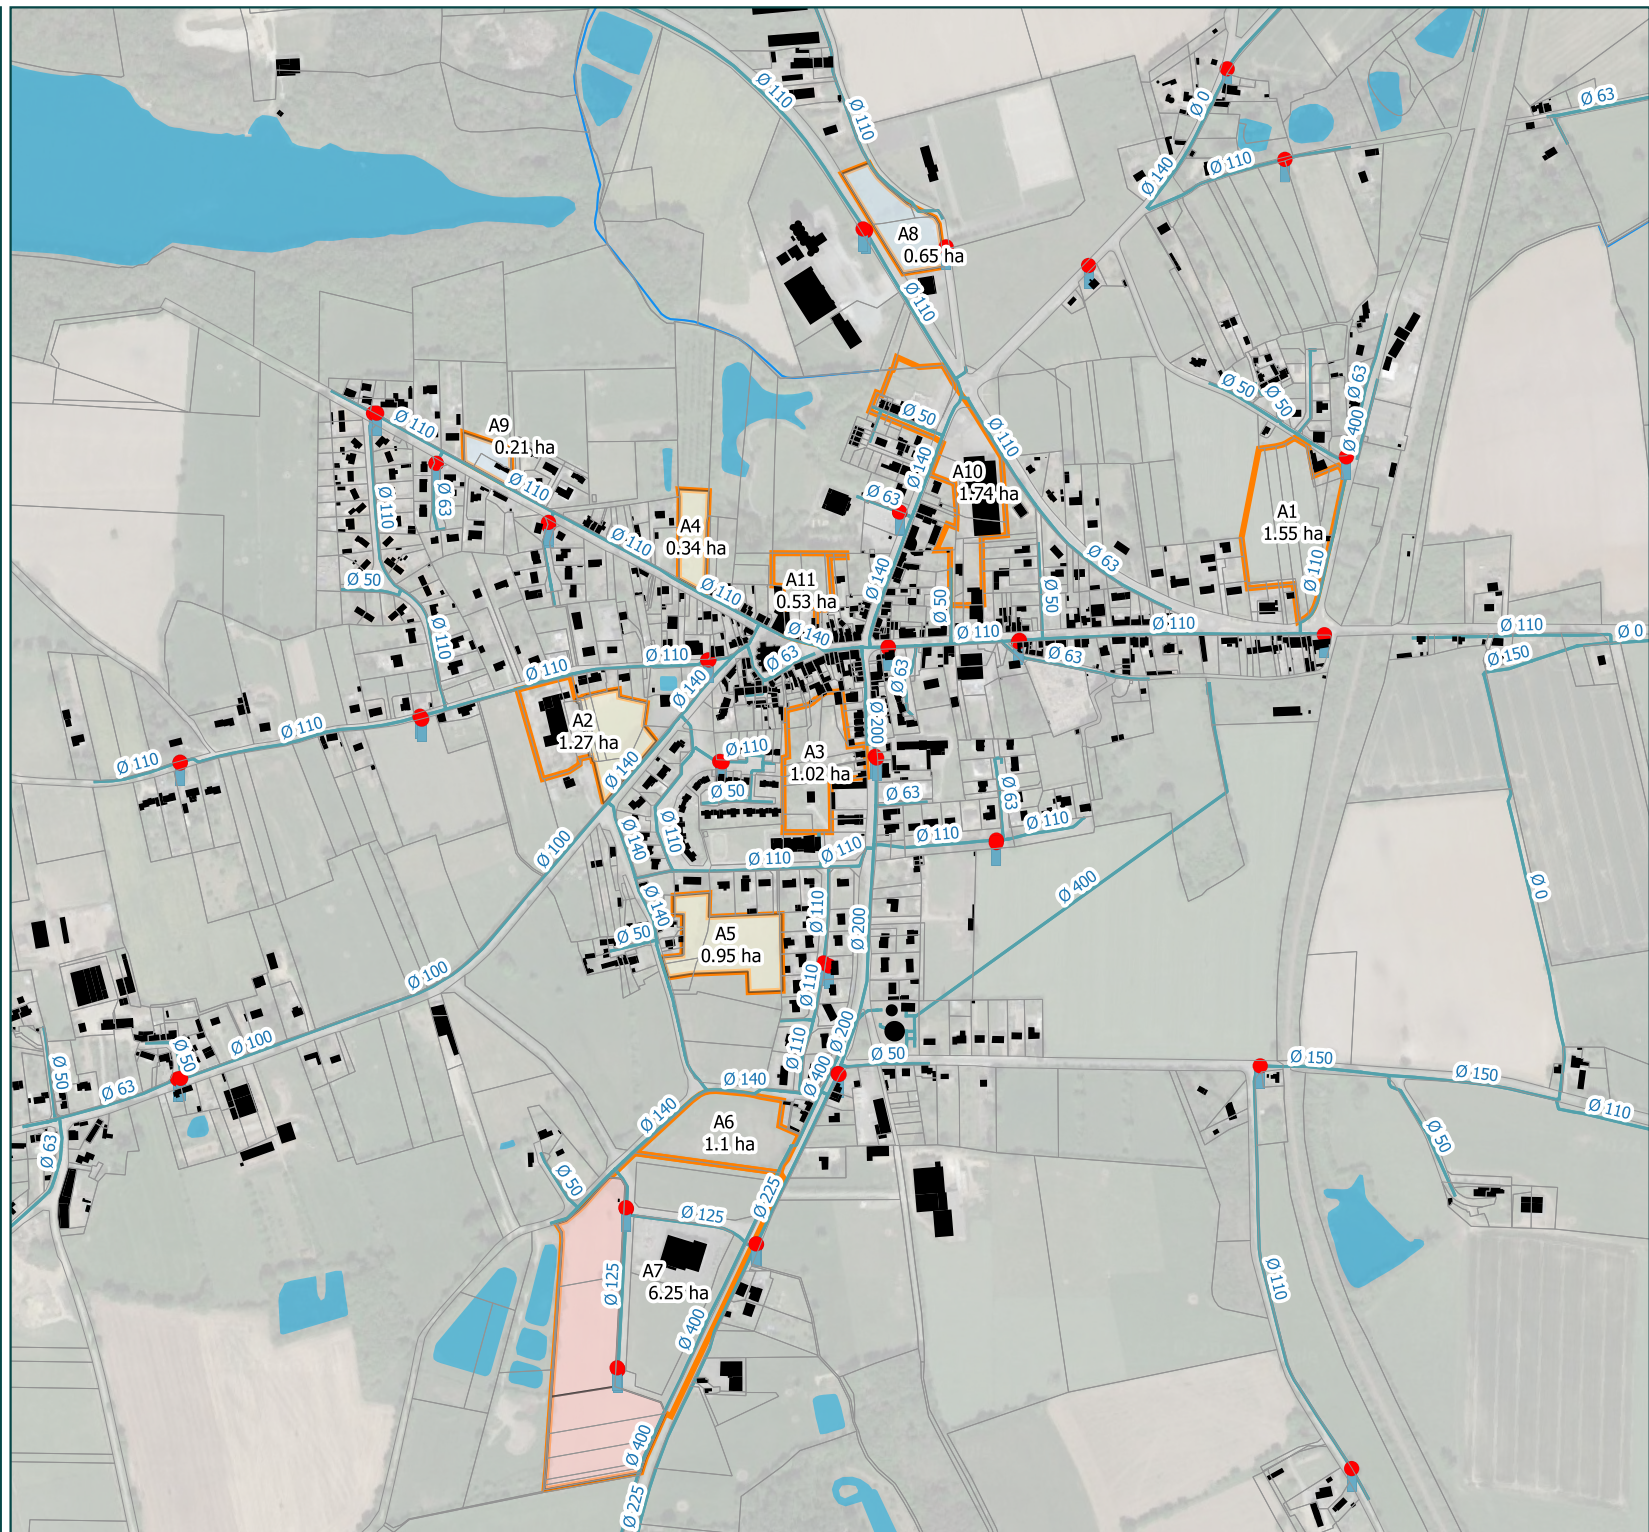 Ø 63
Ø 110
Ø 0
Ø 110
Ø 110
Ø 140
A8
0.65 ha
Ø 110
Ø 63
Ø 50
Ø 50
Ø 400
Ø 50
Ø 110
Ø 110
A9
0.21 ha
Ø 140
A10
1.74 ha
Ø 110
Ø 110
Ø 63
Ø 63
A1
1.55 ha
A4
0.34 ha
Ø 110
Ø 63
Ø 110
Ø 50
Ø 140
A11
0.53 ha
Ø 110
Ø 50
Ø 50
Ø 110
Ø 140
Ø 110
Ø 110
Ø 110
Ø 0
Ø 63
Ø 63
Ø 150
Ø 110
Ø 110
Ø 63
Ø 140
Ø 200
A2
1.27 ha
Ø 110
Ø 110
A3
1.02 ha
Ø 110
Ø 140
Ø 50
Ø 63
Ø 63
Ø 110
Ø 110
Ø 140
Ø 110
Ø 100
Ø 110
Ø 110
Ø 400
Ø 0
Ø 140
Ø 110
Ø 200
A5
0.95 ha
Ø 50
Ø 100
Ø 110
Ø 200
Ø 100
Ø 50
Ø 110
Ø 50
Ø 150
Ø 150
Ø 50
Ø 63
Ø 140
Ø 400
Ø 110
Ø 140
A6
1.1 ha
Ø 50
Ø 63
Ø 50
Ø 225
Ø 125
Ø 125
A7
6.25 ha
Ø 110
Ø 400
Ø 400
Ø 225